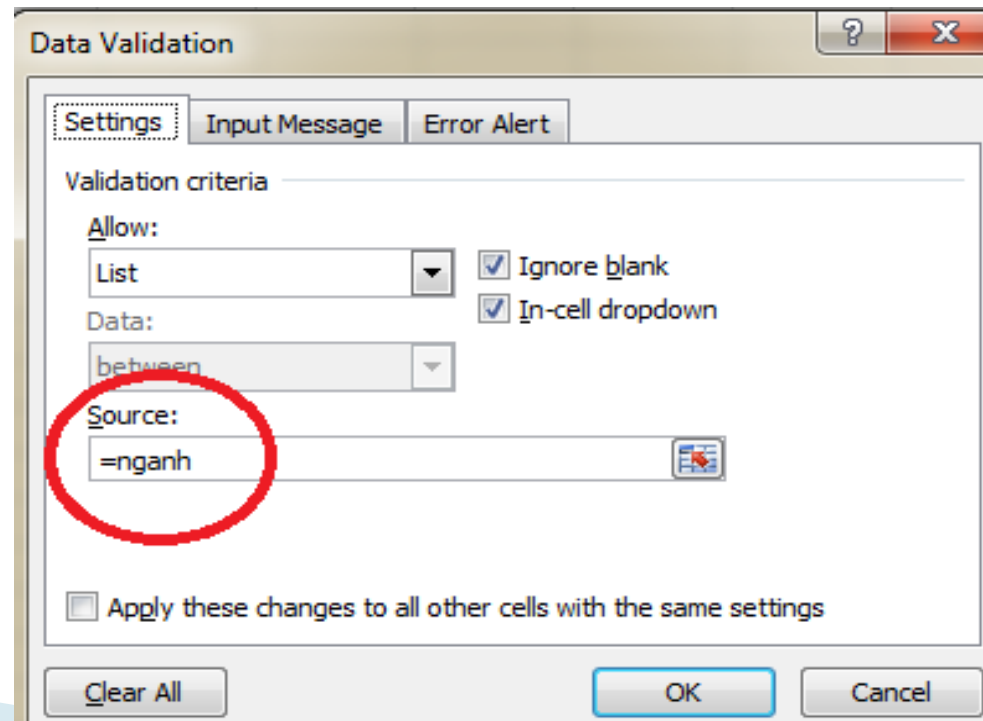 Data Validation
Settings Input Message Error Alert
Validation criteria
Allow:
List
Ignore blank
In-cell dropdown
Data:
between
Source:
=nganh
Apply these changes to all other cells with the same settings
Clear All OK Cancel